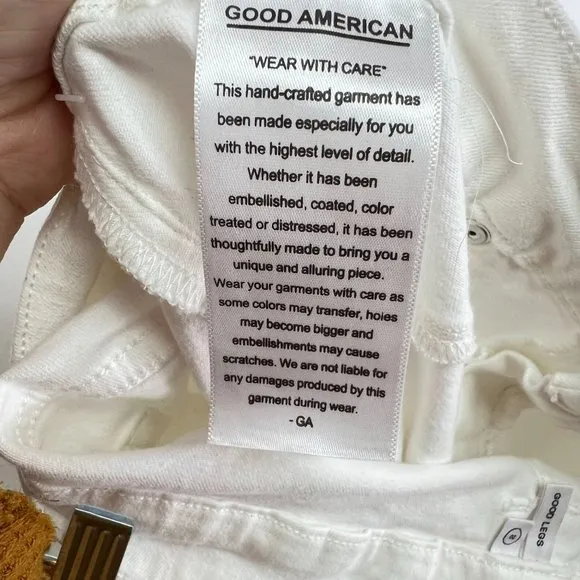 GOOD AMERICAN
"WEAR WITH CARE"
This hand-crafted garment has
been made especially for you
with the highest level of detail.
Whether it has been
embellished, coated, color
treated or distressed, it has been
thoughtfully made to bring you a
unique and alluring piece.
Wear your garments with care as
some colors may transfer, hoies
may become bigger and
embellishments may cause
scratches. We are not liable for
any damages produced by this
garment during wear.
- GA
GOOD LEGS